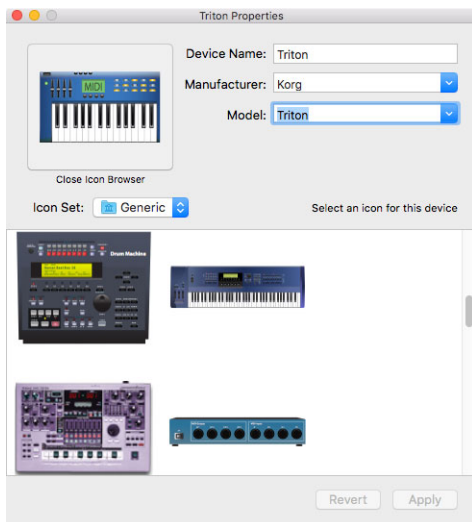 Triton Properties
Device Name: Triton
MIDI
Manufacturer: Korg
Model: Triton
Close Icon Browser
Icon Set: Generic
Select an icon for this device
Drum Machine
Revert
Apply